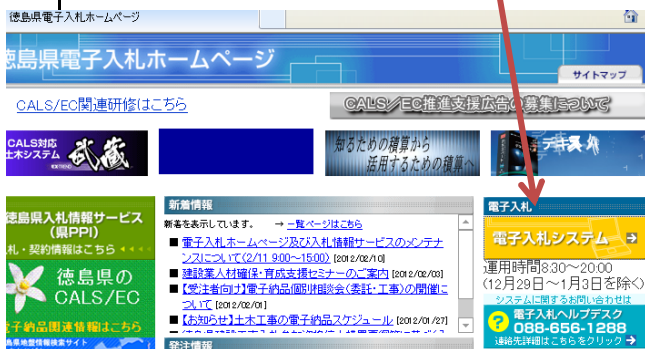 徳島県電子入札ホームページ
徳島県電子入札ホームページ
サイトマップ
CALS/EC関連研修はこちら
CALS/EC推進支援広告の募集について
CALS対応
土木システム
武蔵
知るための積算から
活用するための積算へ
電子入札
徳島県入札情報サービス
(県PPI)
入札・契約情報はこちら
徳島県の
CALS/EC
電子納品関連情報はこちら
島県地盤情報検索サイト
新着情報
新着を表示しています。 → 一覧ページはこちら
■ 電子入札ホームページ及び入札情報サービスのメンテナ
ンスについて(2/11 9:00~15:00) [2012/02/10]
■ 建設業人材確保・育成支援セミナーのご案内 [2012/02/03]
■ 【受注者向け】電子納品個別相談会(委託・工事)の開催に
ついて [2012/02/01]
■ 【お知らせ】土木工事の電子納品スケジュール [2012/01/27]
発注情報
電子入札システム
運用時間8:30~20:00
(12月29日~1月3日を除く)
システムに関するお問い合わせは
電子入札ヘルプデスク
088-656-1288
連絡先詳細はこちらをクリック